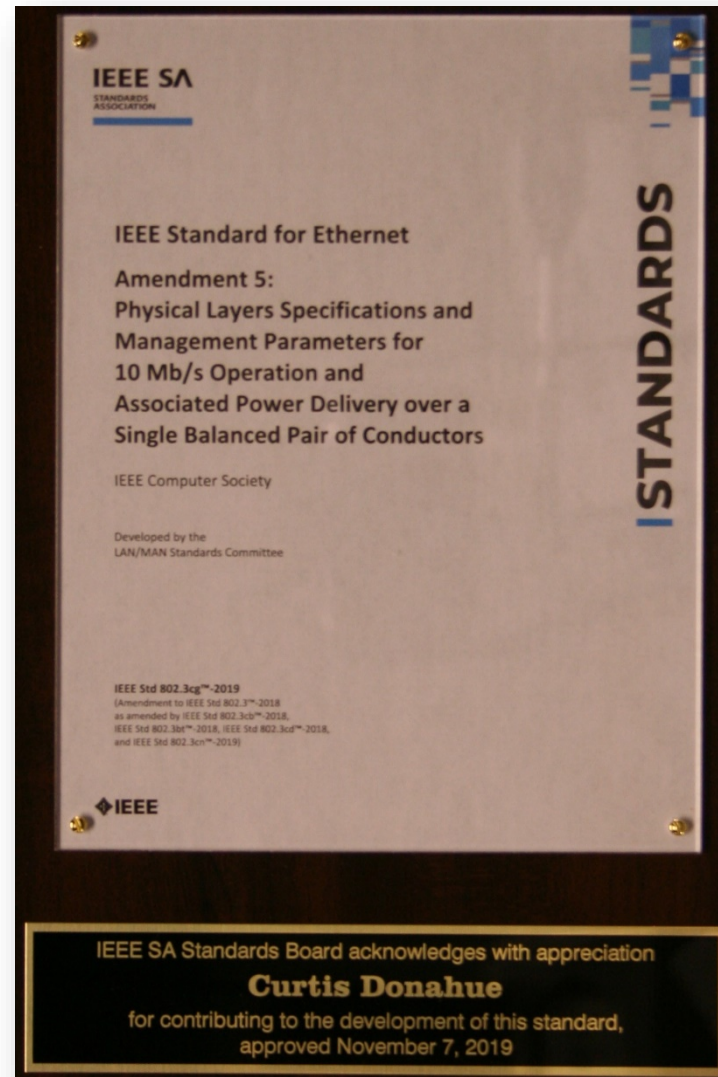 IEEE SA
STANDARDS
ASSOCIATION
STANDARDS
IEEE Standard for Ethernet
Amendment 5:
Physical Layers Specifications and
Management Parameters for
10 Mb/s Operation and
Associated Power Delivery over a
Single Balanced Pair of Conductors
IEEE Computer Society
Developed by the
LAN/MAN Standards Committee
IEEE Std 802.3cg™-2019
(Amendment to IEEE Std 802.3™-2018
as amended by IEEE Std 802.3cb™-2018,
IEEE Std 802.3bt™-2018, IEEE Std 802.3cd™-2018,
and IEEE Std 802.3cn™-2019)
IEEE
IEEE SA Standards Board acknowledges with appreciation
Curtis Donahue
for contributing to the development of this standard,
approved November 7, 2019